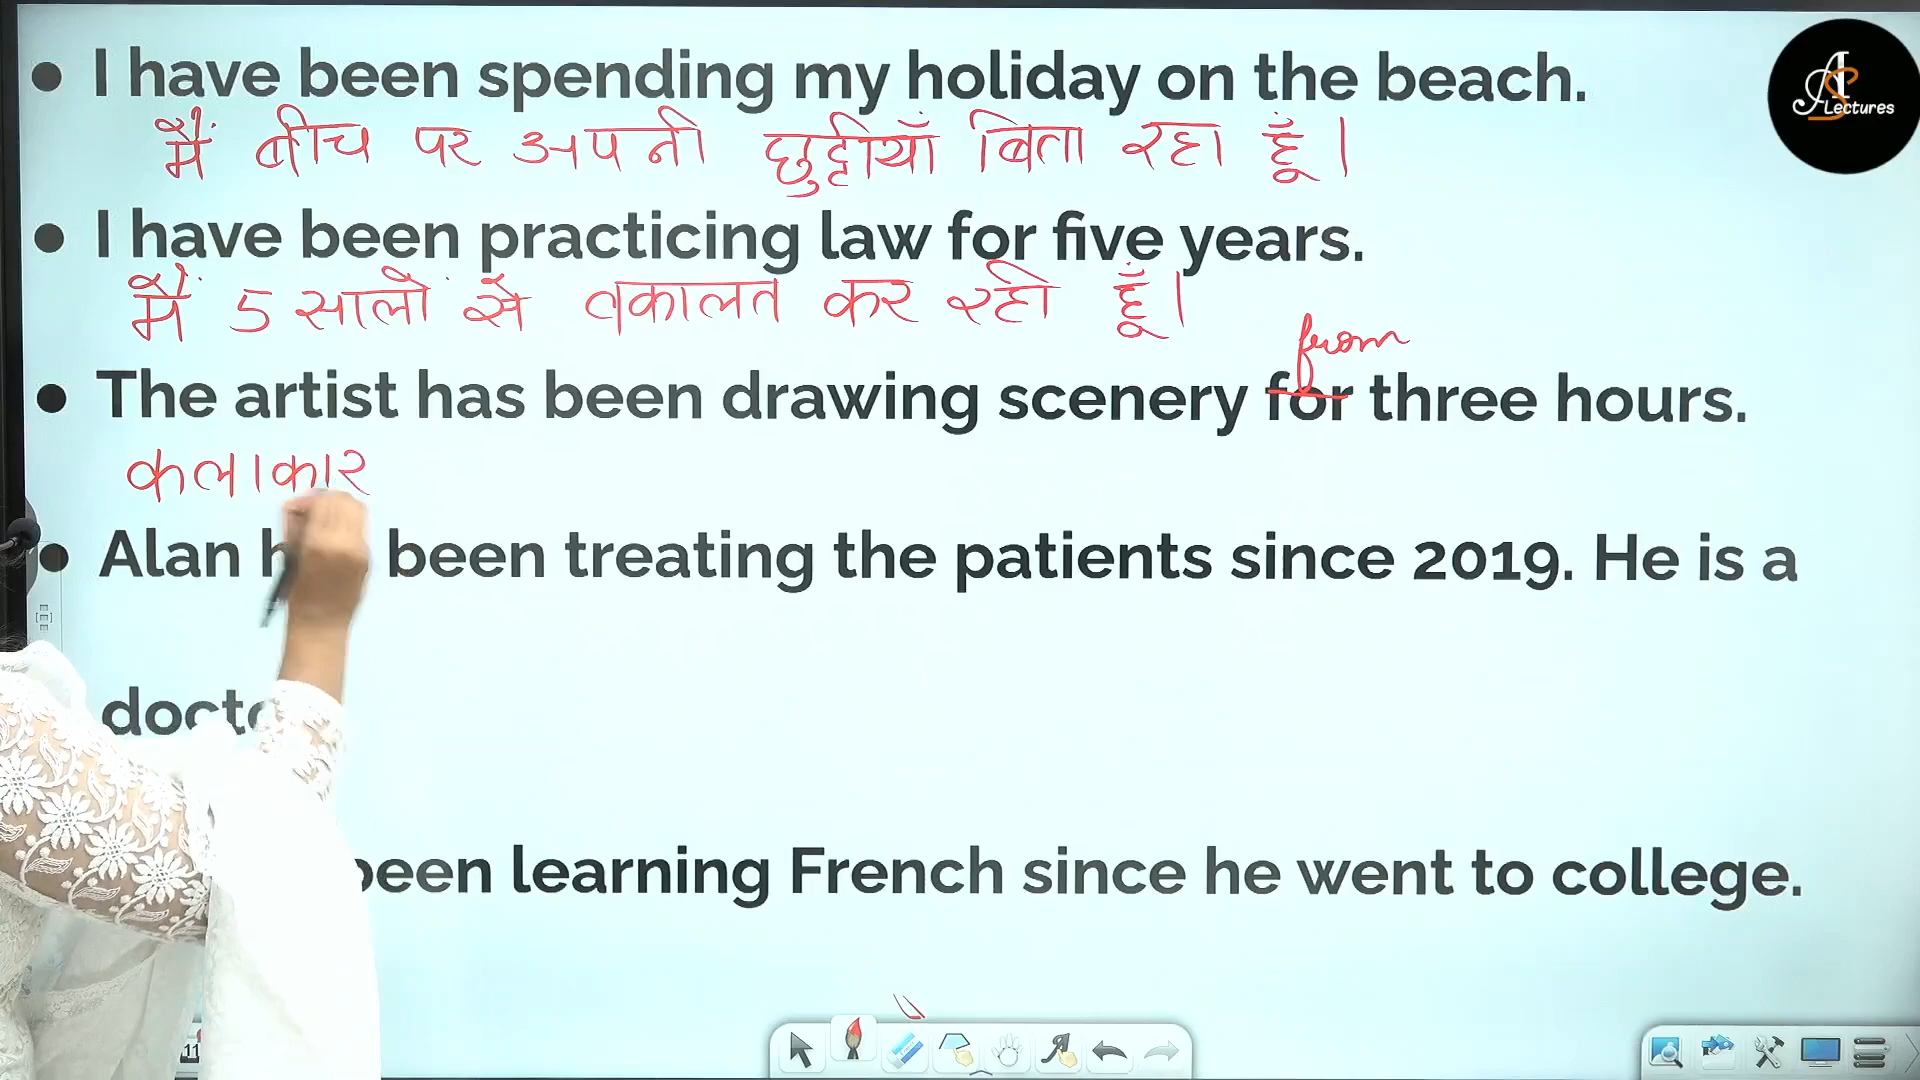 • I have been spending my holiday on the beach.
मैं बीच पर अपनी छुट्टीयाँ बिता रहा हूँ।
• I have been practicing law for five years.
मैं 5 सालों से वकालत कर रही हूँ।
from
• The artist has been drawing scenery for three hours.
कलाकार
• Alan been treating the patients since 2019. He is a
been learning French since he went to college.
AS Lectures